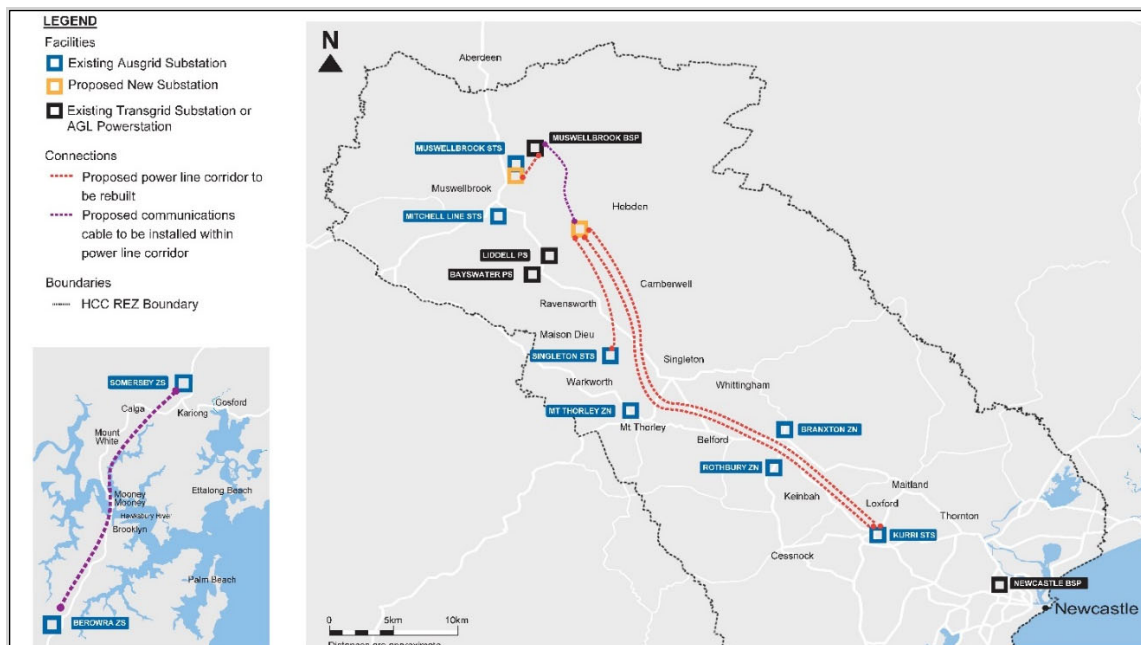 LEGEND
Facilities
Existing Ausgrid Substation
Proposed New Substation
Existing Transgrid Substation or
AGL Powerstation
Connections
Proposed power line corridor to
be rebuilt
Proposed communications
cable to be installed within
power line corridor
Boundaries
HCC REZ Boundary
SOMERSBY ZS
Calga
Kariong
Gosford
Mount
White
Mooney
Mooney
Hawkesbury River
Brooklyn
Ettalong Beach
Palm Beach
BEROWRA ZS
N
Aberdeen
MUSWELLBROOK BSP
MUSWELLBROOK STS
Muswellbrook
MITCHELL LINE STS
Hebden
LIDDELL PS
BAYSWATER PS
Camberwell
Ravensworth
Maison Dieu
SINGLETON STS
Singleton
Warkworth
Whittingham
MT THORLEY ZN
Mt Thorley
BRANXTON ZN
Belford
ROTHBURY ZN
Maitland
Keinbah
Loxford
Thornton
KURRI STS
Cessnock
NEWCASTLE BSP
Newcastle
0 5km 10km
Distances are approximate